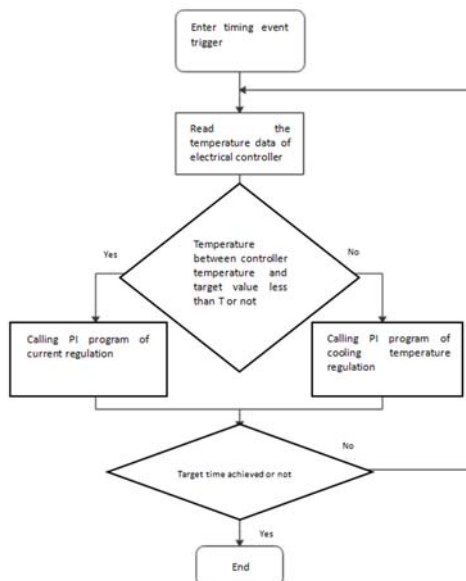 Enter timing event
trigger
Read the
temperature data of
electrical controller
Temperature
between controller
temperature and
target value less
than T or not
Yes
No
Calling PI program of
current regulation
Calling PI program of
cooling temperature
regulation
Target time achieved or not
No
Yes
End